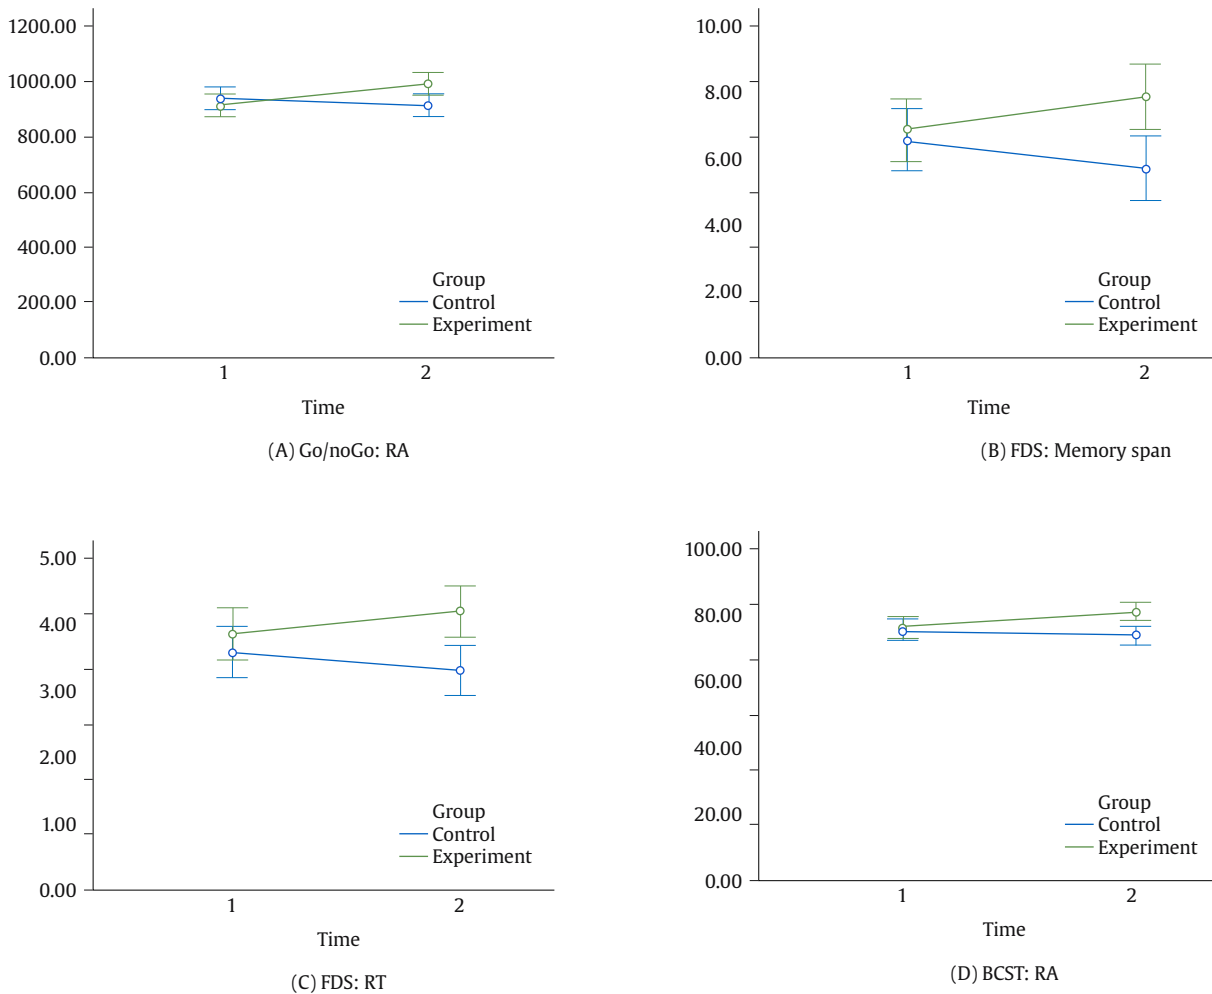 1200.00
1000.00
800.00
600.00
400.00
200.00
0.00
Group
Control
Experiment
1 2
Time
(A) Go/noGo: RA
10.00
8.00
6.00
4.00
2.00
0.00
Group
Control
Experiment
1 2
Time
(B) FDS: Memory span
5.00
4.00
3.00
2.00
1.00
0.00
Group
Control
Experiment
1 2
Time
(C) FDS: RT
100.00
80.00
60.00
40.00
20.00
0.00
Group
Control
Experiment
1 2
Time
(D) BCST: RA